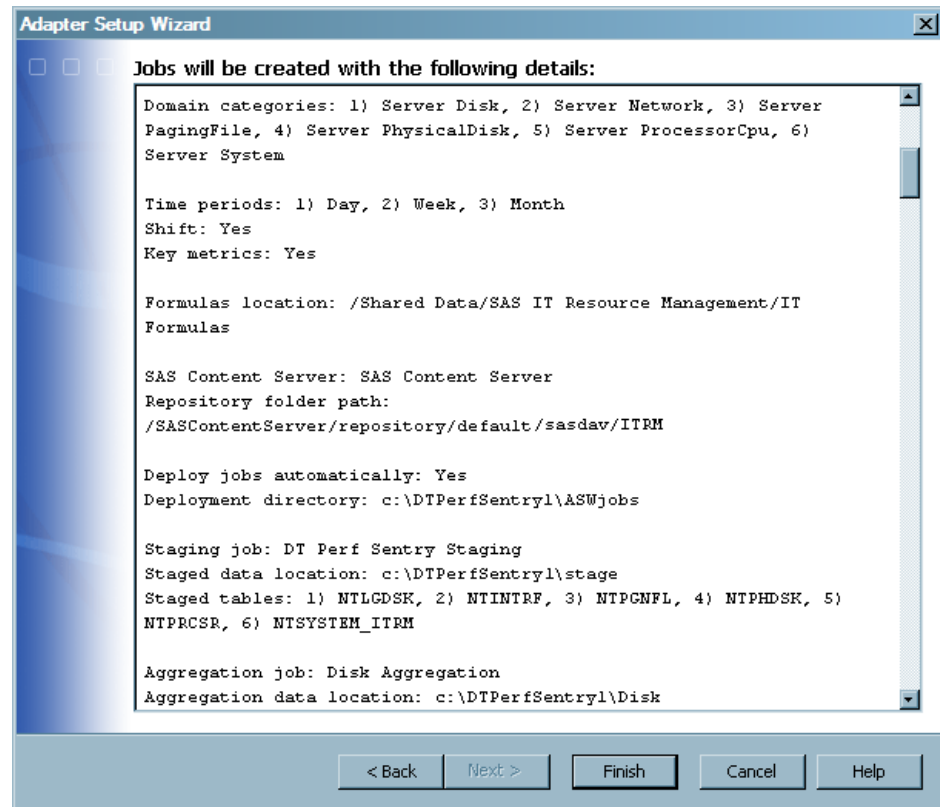 Adapter Setup Wizard
Jobs will be created with the following details:
Domain categories: 1) Server Disk, 2) Server Network, 3) Server
PagingFile, 4) Server PhysicalDisk, 5) Server ProcessorCpu, 6)
Server System
Time periods: 1) Day, 2) Week, 3) Month
Shift: Yes
Key metrics: Yes
Formulas location: /Shared Data/SAS IT Resource Management/IT
Formulas
SAS Content Server: SAS Content Server
Repository folder path:
/SASContentServer/repository/default/sasdav/ITRM
Deploy jobs automatically: Yes
Deployment directory: c:\DTPerfSentry1\ASWjobs
Staging job: DT Perf Sentry Staging
Staged data location: c:\DTPerfSentry1\stage
Staged tables: 1) NTLGDSK, 2) NTINTRF, 3) NTPGNFL, 4) NTPHDSK, 5)
NTPRCSR, 6) NTSYSTEM_ITRM
Aggregation job: Disk Aggregation
Aggregation data location: c:\DTPerfSentry1\Disk
< Back Next > Finish Cancel Help